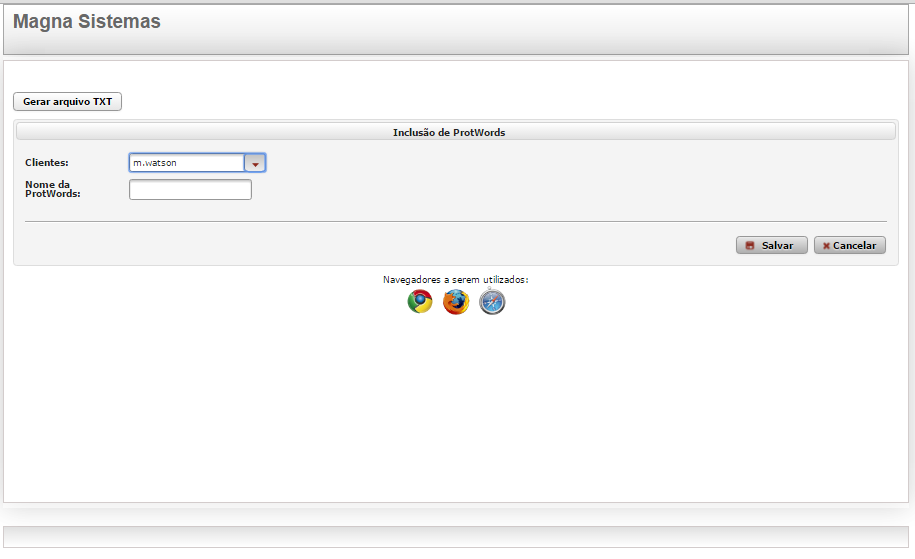 Magna Sistemas
Gerar arquivo TXT
Inclusão de ProtWords
Clientes:
m.watson
Nome da
ProtWords:
Salvar
Cancelar
Navegadores a serem utilizados: